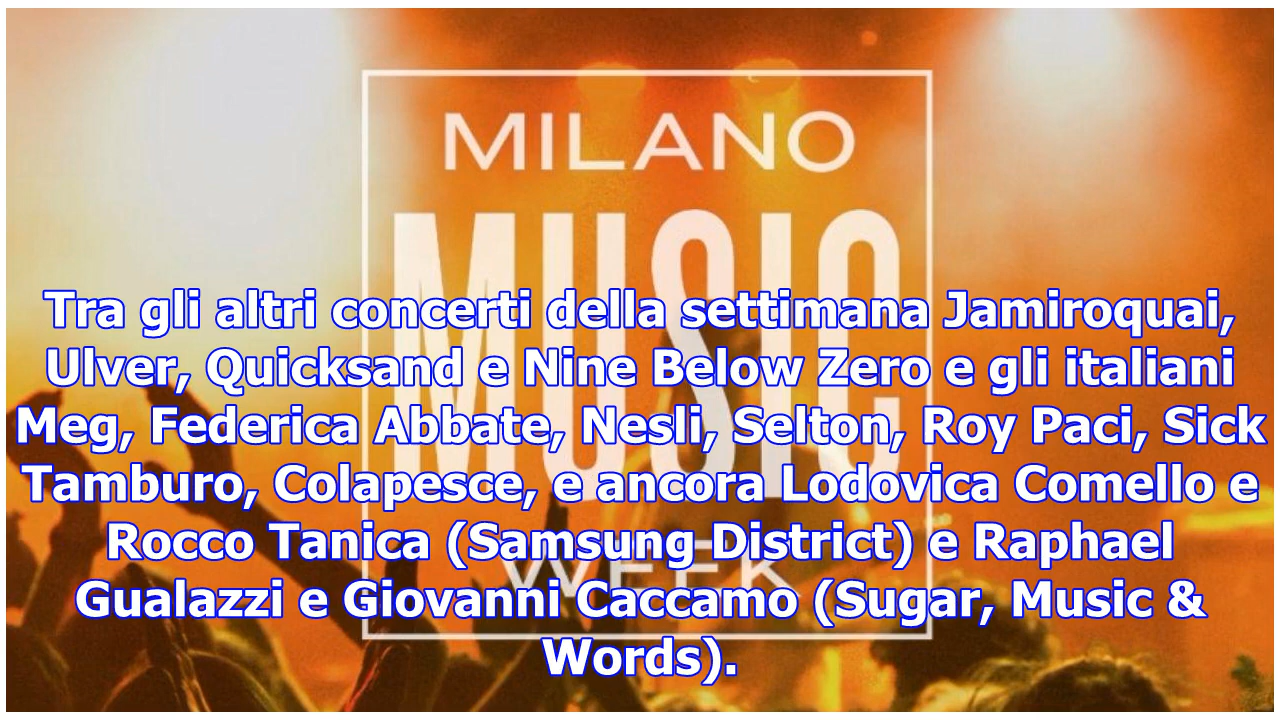 MILANO
MUSIC
WEEK
Tra gli altri concerti della settimana Jamiroquai,
Ulver, Quicksand e Nine Below Zero e gli italiani
Meg, Federica Abbate, Nesli, Selton, Roy Paci, Sick
Tamburo, Colapesce, e ancora Lodovica Comello e
Rocco Tanica (Samsung District) e Raphael
Gualazzi e Giovanni Caccamo (Sugar, Music &
Words).